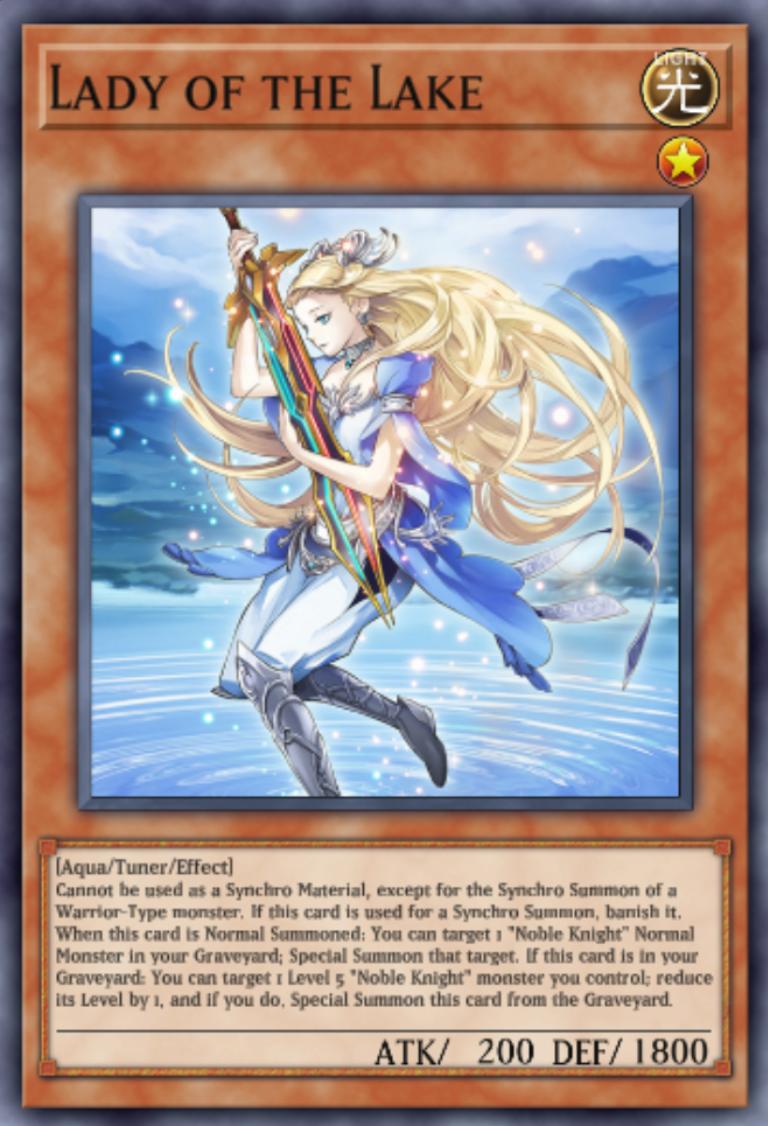 Lady of the Lake
LIGHT
光
[Aqua/Tuner/Effect]
Cannot be used as a Synchro Material, except for the Synchro Summon of a
Warrior-Type monster. If this card is used for a Synchro Summon, banish it.
When this card is Normal Summoned: You can target 1 "Noble Knight" Normal
Monster in your Graveyard; Special Summon that target. If this card is in your
Graveyard: You can target 1 Level 5 "Noble Knight" monster you control; reduce
its Level by 1, and if you do, Special Summon this card from the Graveyard.
ATK/ 200 DEF/ 1800